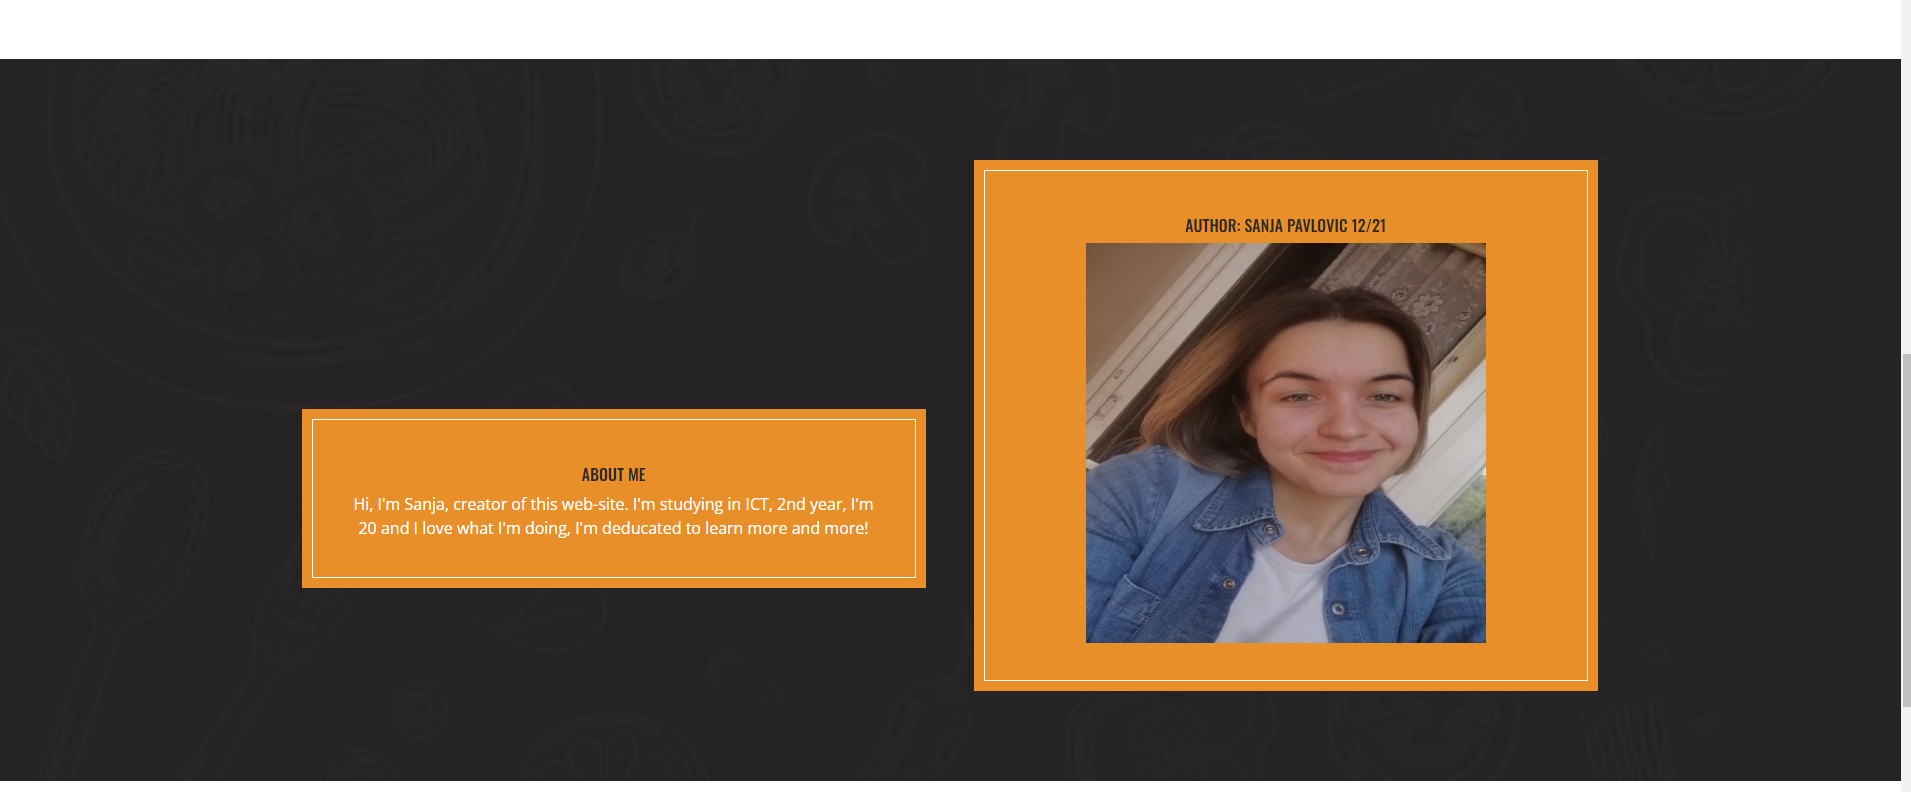 AUTHOR: SANJA PAVLOVIC 12/21
ABOUT ME
Hi, I'm Sanja, creator of this web-site. I'm studying in ICT, 2nd year, I'm
20 and I love what I'm doing, I'm deducated to learn more and more!